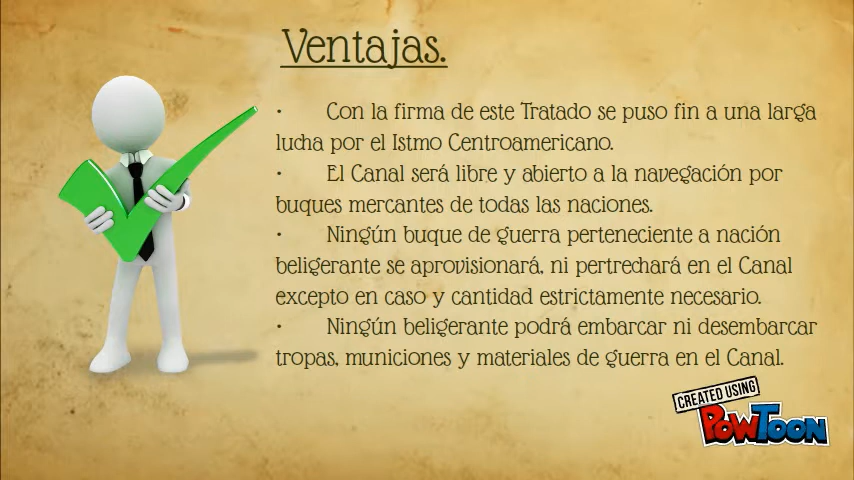 Ventajas.
• Con la firma de este Tratado se puso fin a una larga
lucha por el Istmo Centroamericano.
• El Canal será libre y abierto a la navegación por
buques mercantes de todas las naciones.
• Ningún buque de guerra perteneciente a nación
beligerante se aprovisionará, ni pertrechará en el Canal
excepto en caso y cantidad estrictamente necesario.
• Ningún beligerante podrá embarcar ni desembarcar
tropas, municiones y materiales de guerra en el Canal.
CREATED USING
POWTOON